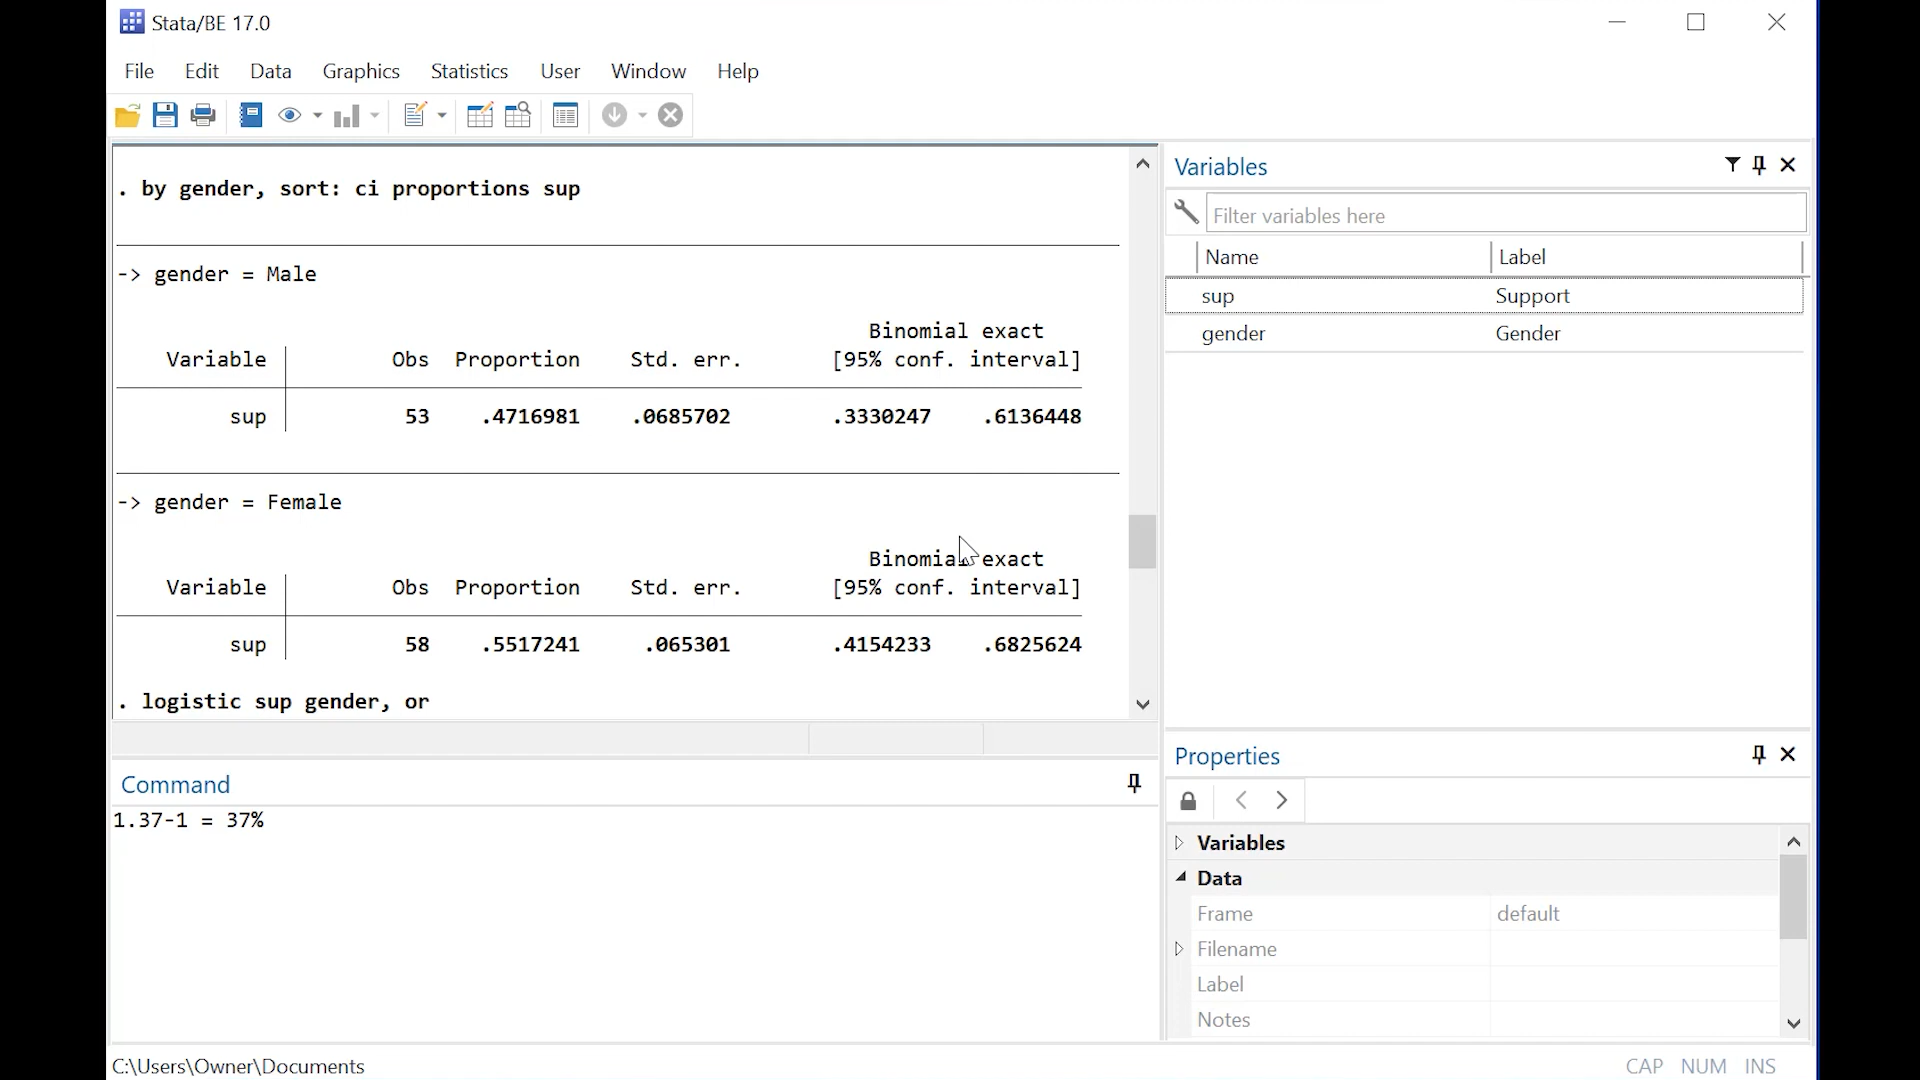 Stata/BE 17.0
File Edit Data Graphics Statistics User Window Help
. by gender, sort: ci proportions sup
-> gender = Male
Binomial exact
Variable Obs Proportion Std. err. [95% conf. interval]
sup 53 .4716981 .0685702 .3330247 .6136448
-> gender = Female
Binomial exact
Variable Obs Proportion Std. err. [95% conf. interval]
sup 58 .5517241 .065301 .4154233 .6825624
. logistic sup gender, or
Command
1.37-1 = 37%
Variables
Filter variables here
Name Label
sup Support
gender Gender
Properties
Variables
Data
Frame default
Filename
Label
Notes
C:\Users\Owner\Documents
CAP NUM INS